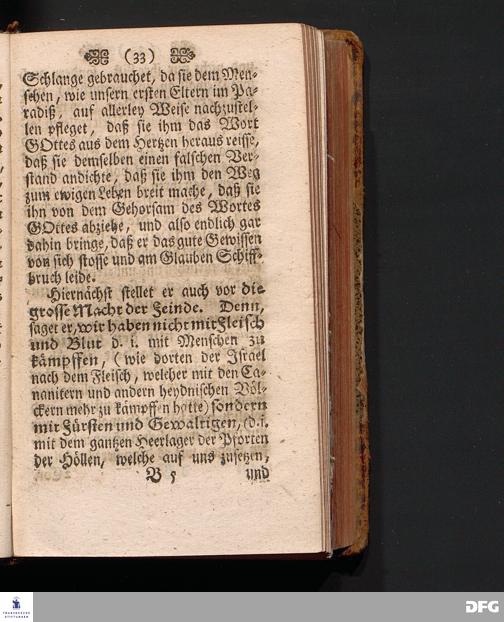 (33)
Schlange gebrauchet, da sie dem Men-
schen, wie unsern ersten Eltern im Pa-
radiß, auf allerley Weise nachzustel-
len pfleget, daß sie ihm das Wort
GOttes aus dem Hertzen heraus reisse,
daß sie demselben einen falschen Ver-
stand andichte, daß sie ihm den Weg
zum ewigen Leben breit mache, daß sie
ihn von dem Gehorsam des Wortes
GOttes abziehe, und also endlich gar
dahin bringe, daß er das gute Gewissen
von sich stosse und am Glauben Schiff-
bruch leide.
Hiernächst stellet er auch vor die
grosse Macht der Feinde. Denn,
saget er, wir haben nicht mit Fleisch
und Blut d. i. mit Menschen zu
kämpffen, (wie dorten der Israel
nach dem Fleisch, welcher mit den Ca-
nanitern und andern heydnischen Völ-
ckern mehr zu kämpffen hatte) sondern
mit Fürsten und Gewaltigen, (d. i.
mit dem gantzen Heerlager der Pforten
der Höllen, welche auf uns zusetzen,
B 5 und
FRANCKESCHE
STIFTUNGEN
DFG